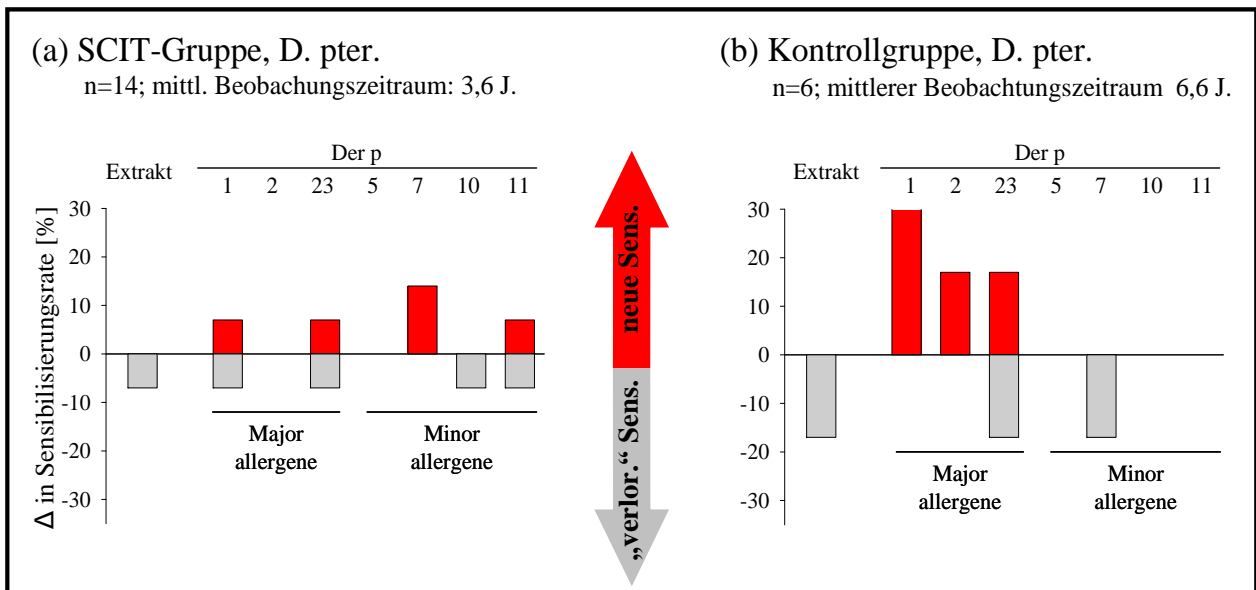 (a) SCIT-Gruppe, D. pter.
n=14; mittl. Beobachungszeitraum: 3,6 J.
Der p
Extrakt
1 2 23 5 7 10 11
Δ in Sensibilisierungsrate [%]
30
20
10
0
-10
-20
-30
Major
allergene
Minor
allergene
neue Sens.
„verlor.“ Sens.
(b) Kontrollgruppe, D. pter.
n=6; mittlerer Beobachtungszeitraum 6,6 J.
Der p
Extrakt
1 2 23 5 7 10 11
30
20
10
0
-10
-20
-30
Major
allergene
Minor
allergene